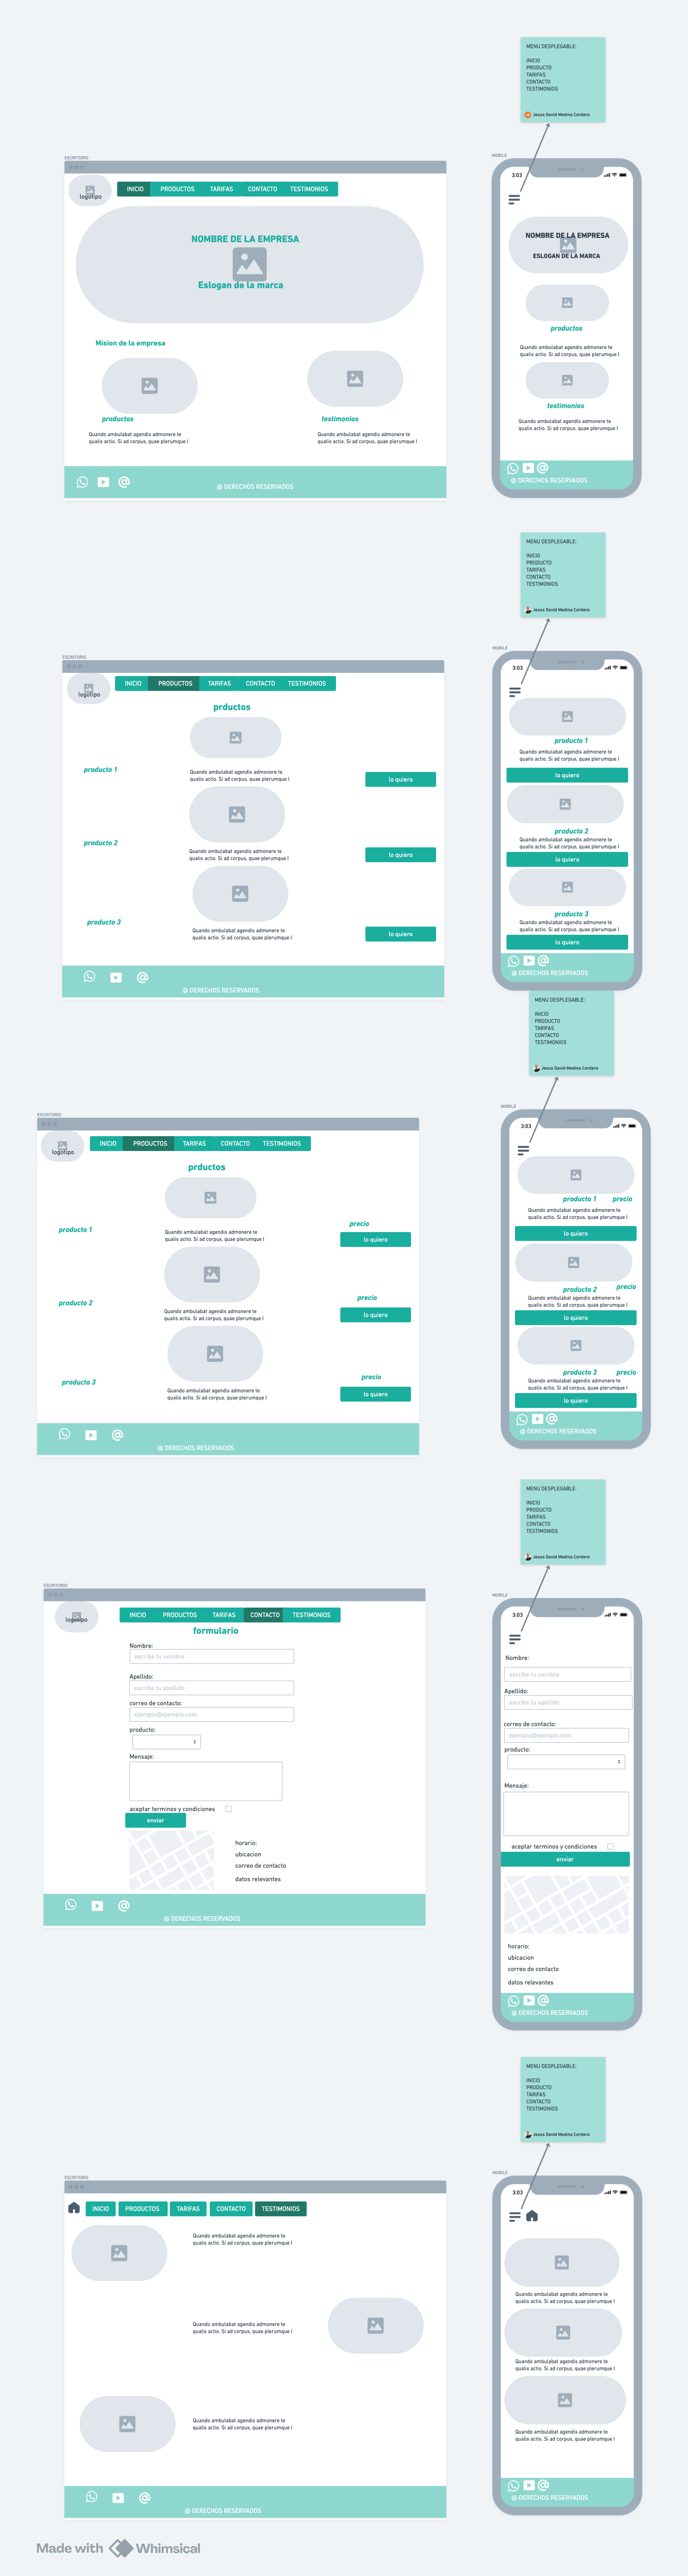 MENU DESPLEGABLE:
INICIO
PRODUCTO
TARIFAS
CONTACTO
TESTIMONIOS
Jesus David Medina Cordero
ESCRITORIO
logotipo
INICIO PRODUCTOS TARIFAS CONTACTO TESTIMONIOS
NOMBRE DE LA EMPRESA
Eslogan de la marca
Mision de la empresa
productos
Quando ambulabat agendis admonere te
qualis actio. Si ad corpus, quae plerumque I
testimonios
Quando ambulabat agendis admonere te
qualis actio. Si ad corpus, quae plerumque I
@ DERECHOS RESERVADOS
MOBILE
3:03
NOMBRE DE LA EMPRESA
ESLOGAN DE LA MARCA
productos
Quando ambulabat agendis admonere te
qualis actio. Si ad corpus, quae plerumque I
testimonios
Quando ambulabat agendis admonere te
qualis actio. Si ad corpus, quae plerumque I
@ DERECHOS RESERVADOS
MENU DESPLEGABLE:
INICIO
PRODUCTO
TARIFAS
CONTACTO
TESTIMONIOS
Jesus David Medina Cordero
ESCRITORIO
logotipo
INICIO PRODUCTOS TARIFAS CONTACTO TESTIMONIOS
prductos
producto 1
Quando ambulabat agendis admonere te
qualis actio. Si ad corpus, quae plerumque I
lo quiero
producto 2
Quando ambulabat agendis admonere te
qualis actio. Si ad corpus, quae plerumque I
lo quiero
producto 3
Quando ambulabat agendis admonere te
qualis actio. Si ad corpus, quae plerumque I
lo quiero
@ DERECHOS RESERVADOS
MOBILE
3:03
producto 1
Quando ambulabat agendis admonere te
qualis actio. Si ad corpus, quae plerumque I
lo quiero
producto 2
Quando ambulabat agendis admonere te
qualis actio. Si ad corpus, quae plerumque I
lo quiero
producto 3
Quando ambulabat agendis admonere te
qualis actio. Si ad corpus, quae plerumque I
lo quiero
@ DERECHOS RESERVADOS
MENU DESPLEGABLE:
INICIO
PRODUCTO
TARIFAS
CONTACTO
TESTIMONIOS
Jesus David Medina Cordero
ESCRITORIO
logotipo
INICIO PRODUCTOS TARIFAS CONTACTO TESTIMONIOS
prductos
producto 1
Quando ambulabat agendis admonere te
qualis actio. Si ad corpus, quae plerumque I
precio
lo quiero
producto 2
Quando ambulabat agendis admonere te
qualis actio. Si ad corpus, quae plerumque I
precio
lo quiero
producto 3
Quando ambulabat agendis admonere te
qualis actio. Si ad corpus, quae plerumque I
precio
lo quiero
@ DERECHOS RESERVADOS
MOBILE
3:03
producto 1 precio
Quando ambulabat agendis admonere te
qualis actio. Si ad corpus, quae plerumque I
lo quiero
producto 2 precio
Quando ambulabat agendis admonere te
qualis actio. Si ad corpus, quae plerumque I
lo quiero
producto 3 precio
Quando ambulabat agendis admonere te
qualis actio. Si ad corpus, quae plerumque I
lo quiero
@ DERECHOS RESERVADOS
MENU DESPLEGABLE:
INICIO
PRODUCTO
TARIFAS
CONTACTO
TESTIMONIOS
Jesus David Medina Cordero
ESCRITORIO
logotipo
INICIO PRODUCTOS TARIFAS CONTACTO TESTIMONIOS
formulario
Nombre:
escribe tu nombre
Apellido:
escribe tu apellido
correo de contacto:
ejemplo@ejemplo.com
producto:
Mensaje:
aceptar terminos y condiciones
enviar
horario:
ubicacion
correo de contacto
datos relevantes
@ DERECHOS RESERVADOS
MOBILE
3:03
Nombre:
escribe tu nombre
Apellido:
escribe tu apellido
correo de contacto:
ejemplo@ejemplo.com
producto:
Mensaje:
aceptar terminos y condiciones
enviar
horario:
ubicacion
correo de contacto
datos relevantes
@ DERECHOS RESERVADOS
MENU DESPLEGABLE:
INICIO
PRODUCTO
TARIFAS
CONTACTO
TESTIMONIOS
Jesus David Medina Cordero
ESCRITORIO
INICIO PRODUCTOS TARIFAS CONTACTO TESTIMONIOS
Quando ambulabat agendis admonere te
qualis actio. Si ad corpus, quae plerumque I
Quando ambulabat agendis admonere te
qualis actio. Si ad corpus, quae plerumque I
Quando ambulabat agendis admonere te
qualis actio. Si ad corpus, quae plerumque I
@ DERECHOS RESERVADOS
MOBILE
3:03
Quando ambulabat agendis admonere te
qualis actio. Si ad corpus, quae plerumque I
Quando ambulabat agendis admonere te
qualis actio. Si ad corpus, quae plerumque I
Quando ambulabat agendis admonere te
qualis actio. Si ad corpus, quae plerumque I
@ DERECHOS RESERVADOS
Made with Whimsical